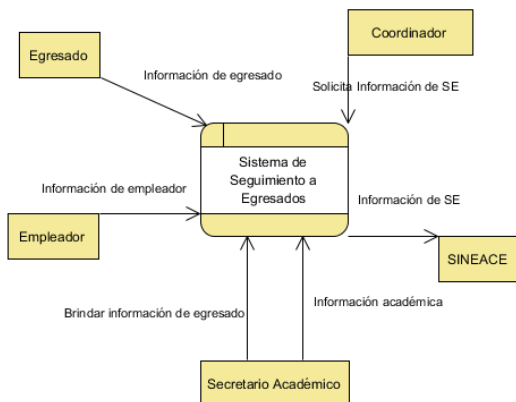 Coordinador
Egresado
Información de egresado
Solicita Información de SE
Sistema de
Seguimiento a
Egresados
Información de empleador
Información de SE
Empleador
SINEACE
Información académica
Brindar información de egresado
Secretario Académico